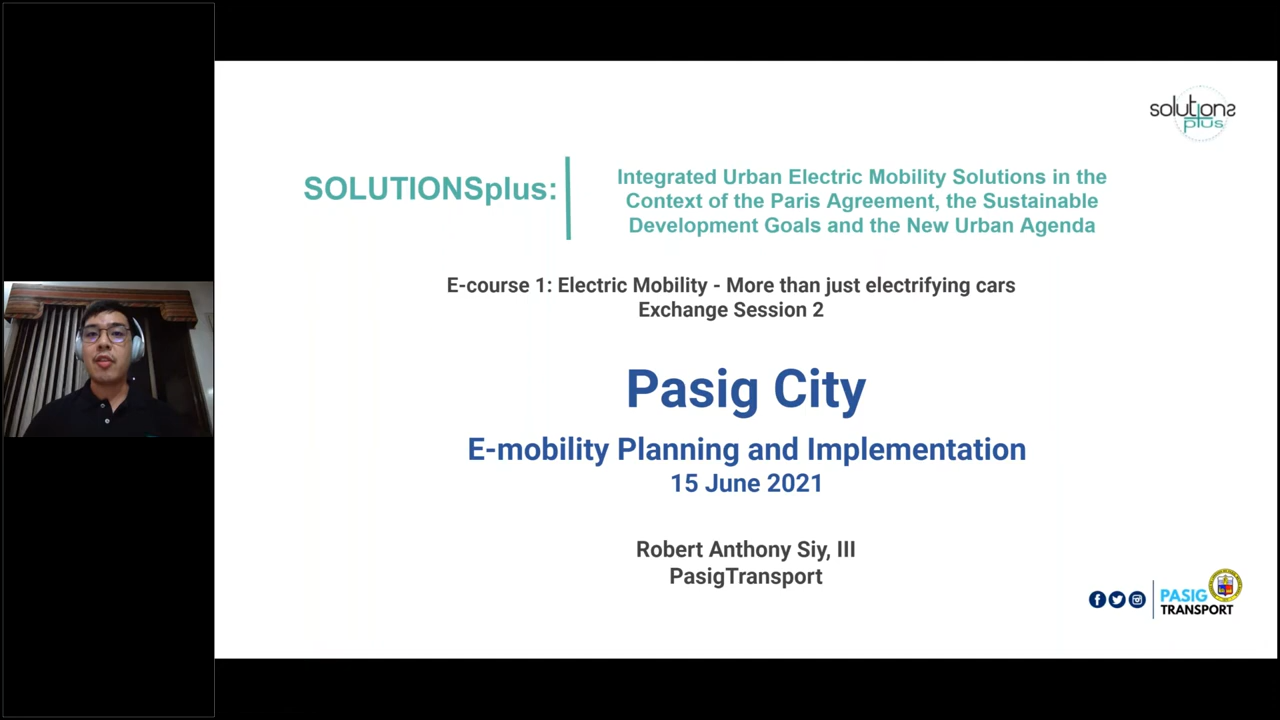 solutions
plus
SOLUTIONSplus:
Integrated Urban Electric Mobility Solutions in the
Context of the Paris Agreement, the Sustainable
Development Goals and the New Urban Agenda
E-course 1: Electric Mobility - More than just electrifying cars
Exchange Session 2
Pasig City
E-mobility Planning and Implementation
15 June 2021
Robert Anthony Siy, III
PasigTransport
PASIG
TRANSPORT